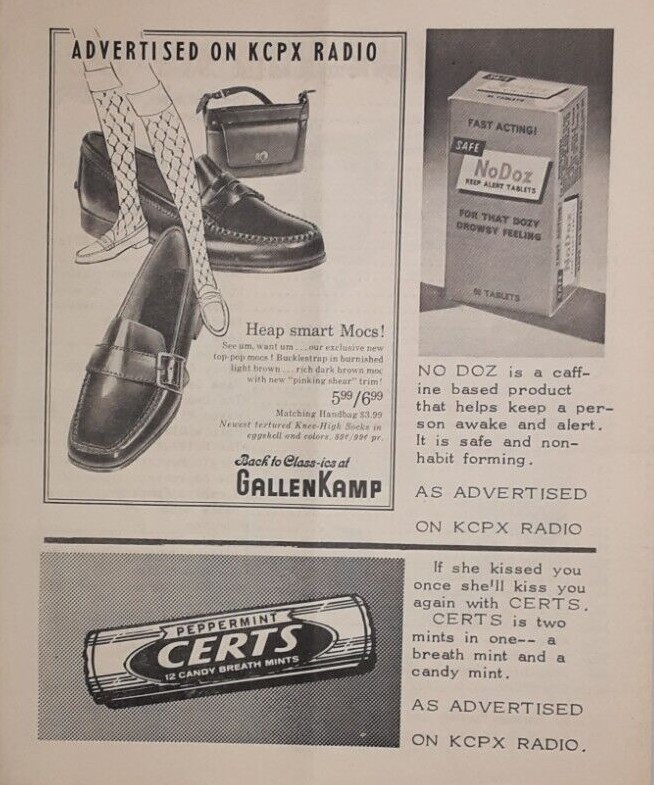 ADVERTISED ON KCPX RADIO
Heap smart Mocs!
See um, want um....our exclusive new
top-pop mocs! Bucklestrap in burnished
light brown....rich dark brown moc
with new "pinking shear" trim!
5⁹⁹/6⁹⁹
Matching Handbag $3.99
Newest textured Knee-High Socks in
eggshell and colors. 89¢/99¢ pr.
Back to Class-ics at
GALLENKAMP
FAST ACTING!
SAFE
NoDoz
KEEP ALERT TABLETS
FOR THAT DOZY
DROWSY FEELING
60 TABLETS
NoDoz
NO DOZ is a caff-
ine based product
that helps keep a per-
son awake and alert.
It is safe and non-
habit forming.
AS ADVERTISED
ON KCPX RADIO
PEPPERMINT
CERTS
12 CANDY BREATH MINTS
If she kissed you
once she'll kiss you
again with CERTS.
CERTS is two
mints in one-- a
breath mint and a
candy mint.
AS ADVERTISED
ON KCPX RADIO.